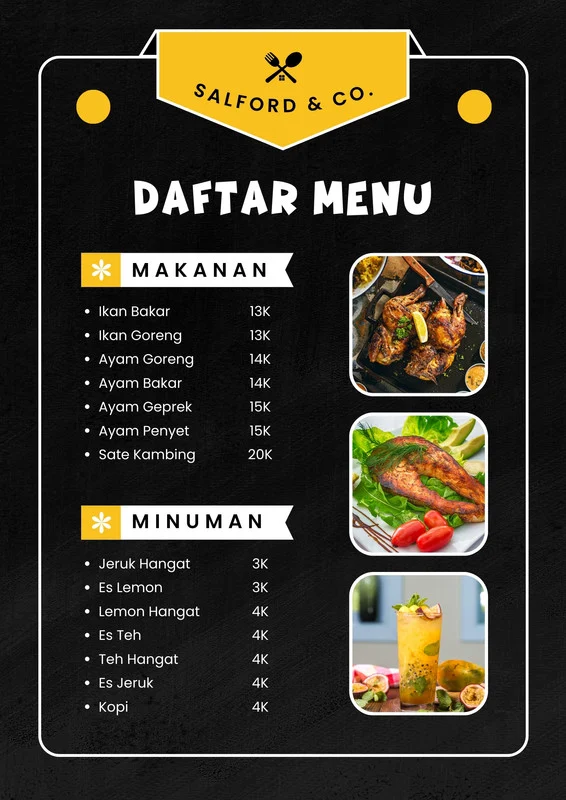 SALFORD & CO.
DAFTAR MENU
MAKANAN
Ikan Bakar 13K
Ikan Goreng 13K
Ayam Goreng 14K
Ayam Bakar 14K
Ayam Geprek 15K
Ayam Penyet 15K
Sate Kambing 20K
MINUMAN
Jeruk Hangat 3K
Es Lemon 3K
Lemon Hangat 4K
Es Teh 4K
Teh Hangat 4K
Es Jeruk 4K
Kopi 4K